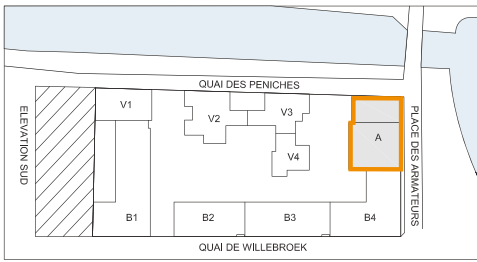 QUAI DES PENICHES
V1
V2
V3
V4
A
ELEVATION SUD
PLACE DES ARMATEURS
B1
B2
B3
B4
QUAI DE WILLEBROEK